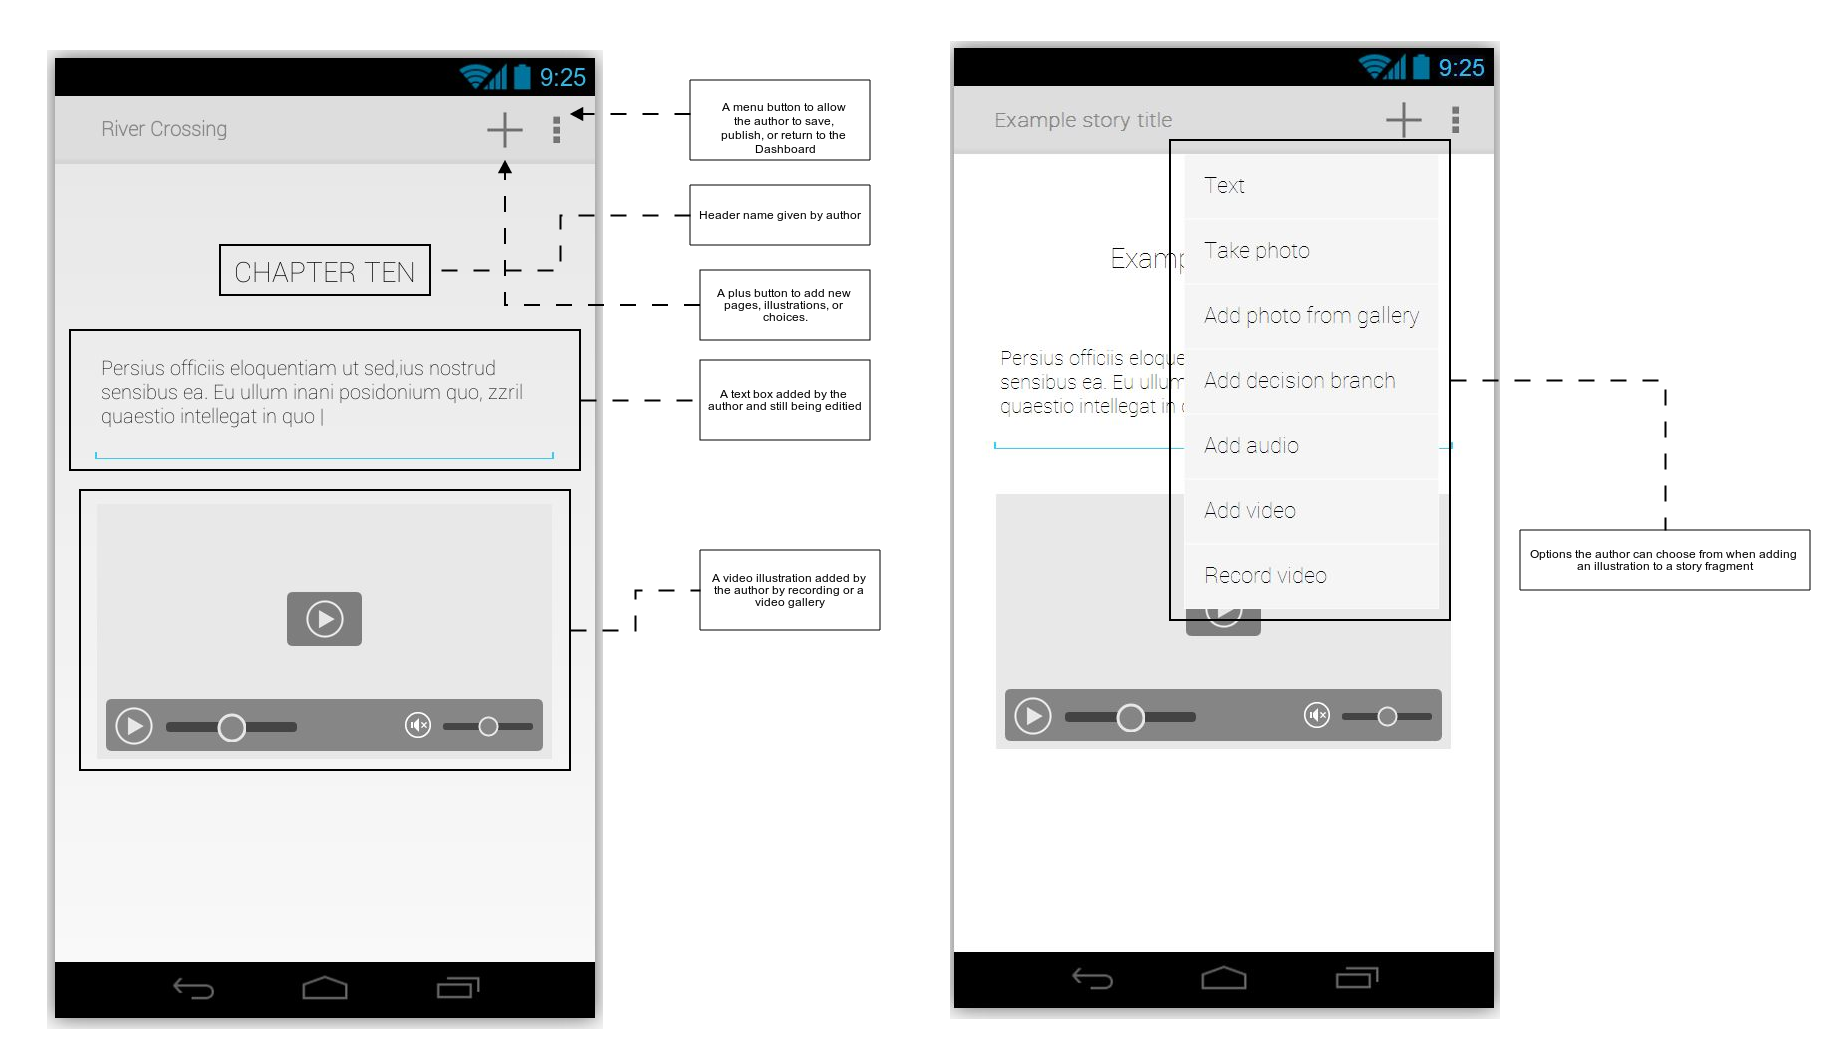 9:25
River Crossing
CHAPTER TEN
Persius officiis eloquentiam ut sed,ius nostrud
sensibus ea. Eu ullum inani posidonium quo, zzril
quaestio intellegat in quo |
A menu button to allow
the author to save,
publish, or return to the
Dashboard
Header name given by author
A plus button to add new
pages, illustrations, or
choices.
A text box added by the
author and still being editied
A video illustration added by
the author by recording or a
video gallery
9:25
Example story title
Examp
Persius officiis eloque
sensibus ea. Eu ullum
quaestio intellegat in
Text
Take photo
Add photo from gallery
Add decision branch
Add audio
Add video
Record video
Options the author can choose from when adding
an illustration to a story fragment